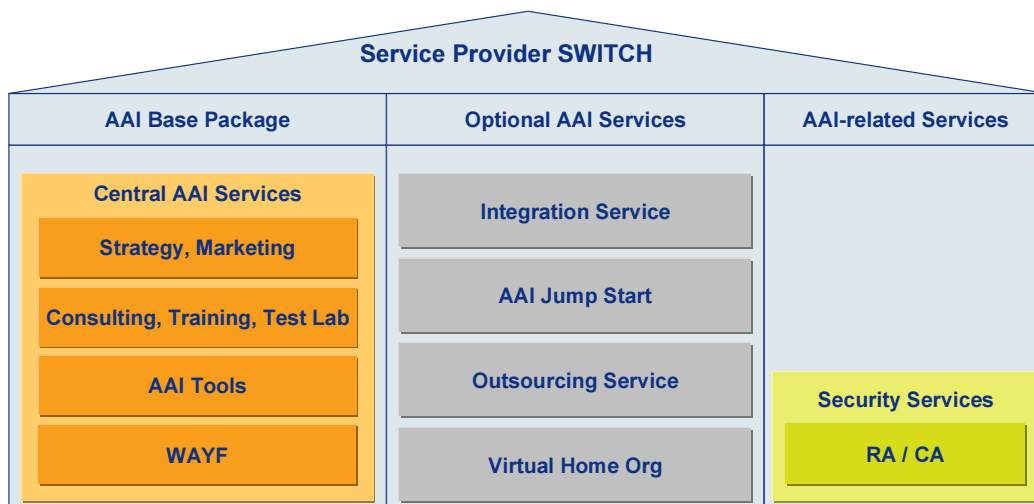 Service Provider SWITCH
AAI Base Package
Optional AAI Services
AAI-related Services
Central AAI Services
Strategy, Marketing
Consulting, Training, Test Lab
AAI Tools
WAYF
Integration Service
AAI Jump Start
Outsourcing Service
Virtual Home Org
Security Services
RA / CA